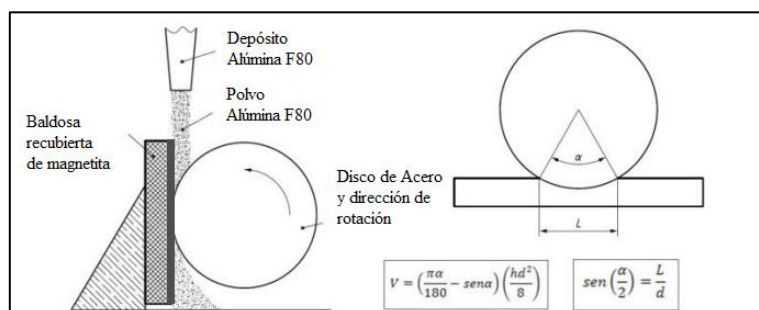 Depósito
Alúmina F80
Polvo
Alúmina F80
Baldosa
recubierta
de magnetita
Disco de Acero
y dirección de
rotación
α
L
V = (πα/180 − senα)(hd²/8)
sen(α/2) = L/d